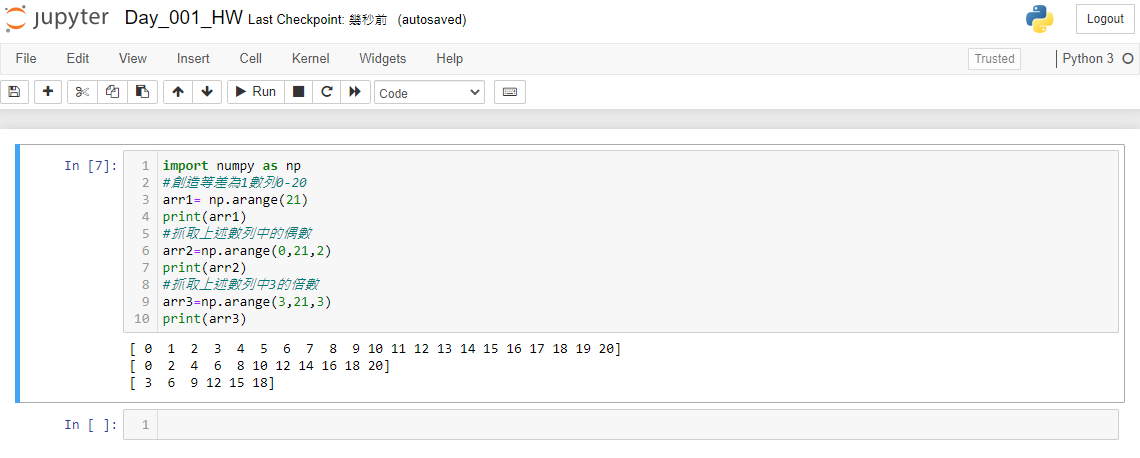 jupyter Day_001_HW Last Checkpoint: 幾秒前 (autosaved) Logout
File Edit View Insert Cell Kernel Widgets Help Trusted Python 3
Run Code
In [7]:
1 import numpy as np
2 #創造等差為1數列0-20
3 arr1= np.arange(21)
4 print(arr1)
5 #抓取上述數列中的偶數
6 arr2=np.arange(0,21,2)
7 print(arr2)
8 #抓取上述數列中3的倍數
9 arr3=np.arange(3,21,3)
10 print(arr3)
[ 0  1  2  3  4  5  6  7  8  9 10 11 12 13 14 15 16 17 18 19 20]
[ 0  2  4  6  8 10 12 14 16 18 20]
[ 3  6  9 12 15 18]
In [ ]: 1